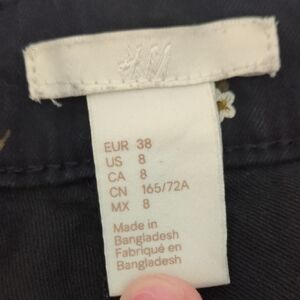 H&M
EUR 38
US 8
CA 8
CN 165/72A
MX 8
Made in
Bangladesh
Fabriqué en
Bangladesh